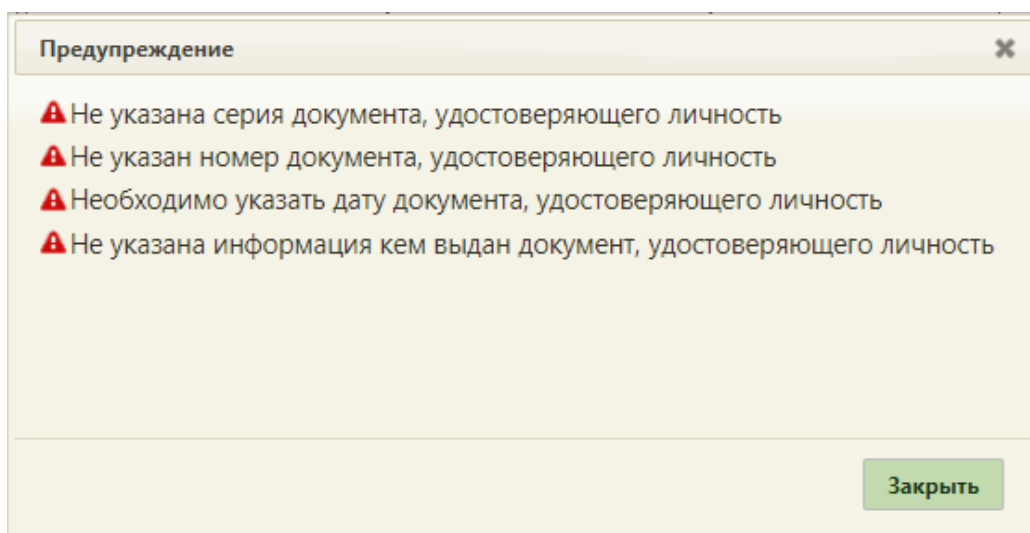 Предупреждение
Не указана серия документа, удостоверяющего личность
Не указан номер документа, удостоверяющего личность
Необходимо указать дату документа, удостоверяющего личность
Не указана информация кем выдан документ, удостоверяющего личность
Закрыть